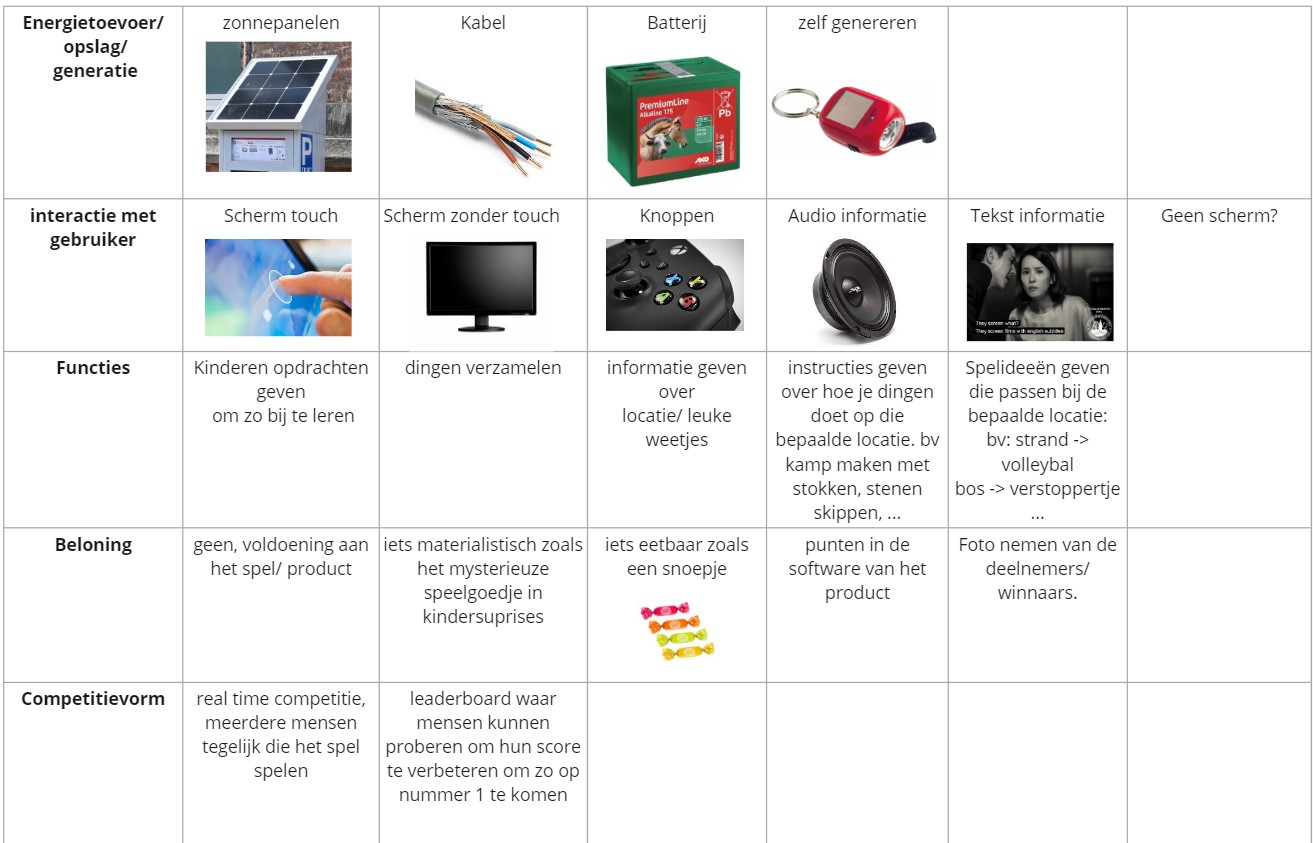 Energietoevoer/
opslag/
generatie
zonnepanelen
Kabel
Batterij
zelf genereren
P
PremiumLine
Alkaline 175
Pb
AKO
interactie met
gebruiker
Scherm touch
Scherm zonder touch
Knoppen
Audio informatie
Tekst informatie
Geen scherm?
They screen what?
They screen films with english subtitles
Functies
Kinderen opdrachten
geven
om zo bij te leren
dingen verzamelen
informatie geven
over
locatie/ leuke
weetjes
instructies geven
over hoe je dingen
doet op die
bepaalde locatie. bv
kamp maken met
stokken, stenen
skippen, ...
Spelideeën geven
die passen bij de
bepaalde locatie:
bv: strand ->
volleybal
bos -> verstoppertje
...
Beloning
geen, voldoening aan
het spel/ product
iets materialistisch zoals
het mysterieuze
speelgoedje in
kindersuprises
iets eetbaar zoals
een snoepje
punten in de
software van het
product
Foto nemen van de
deelnemers/
winnaars.
Competitievorm
real time competitie,
meerdere mensen
tegelijk die het spel
spelen
leaderboard waar
mensen kunnen
proberen om hun score
te verbeteren om zo op
nummer 1 te komen